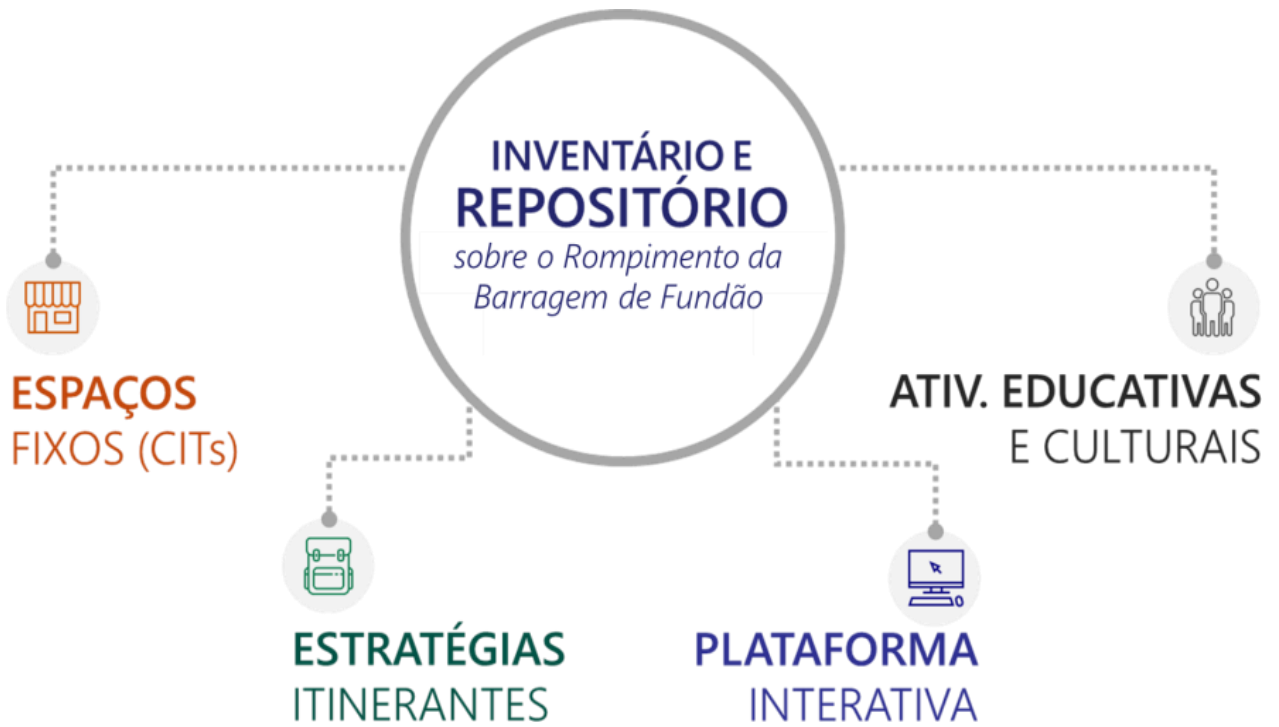 INVENTÁRIO E
REPOSITÓRIO
sobre o Rompimento da
Barragem de Fundão
ESPAÇOS
FIXOS (CITs)
ATIV. EDUCATIVAS
E CULTURAIS
ESTRATÉGIAS
ITINERANTES
PLATAFORMA
INTERATIVA